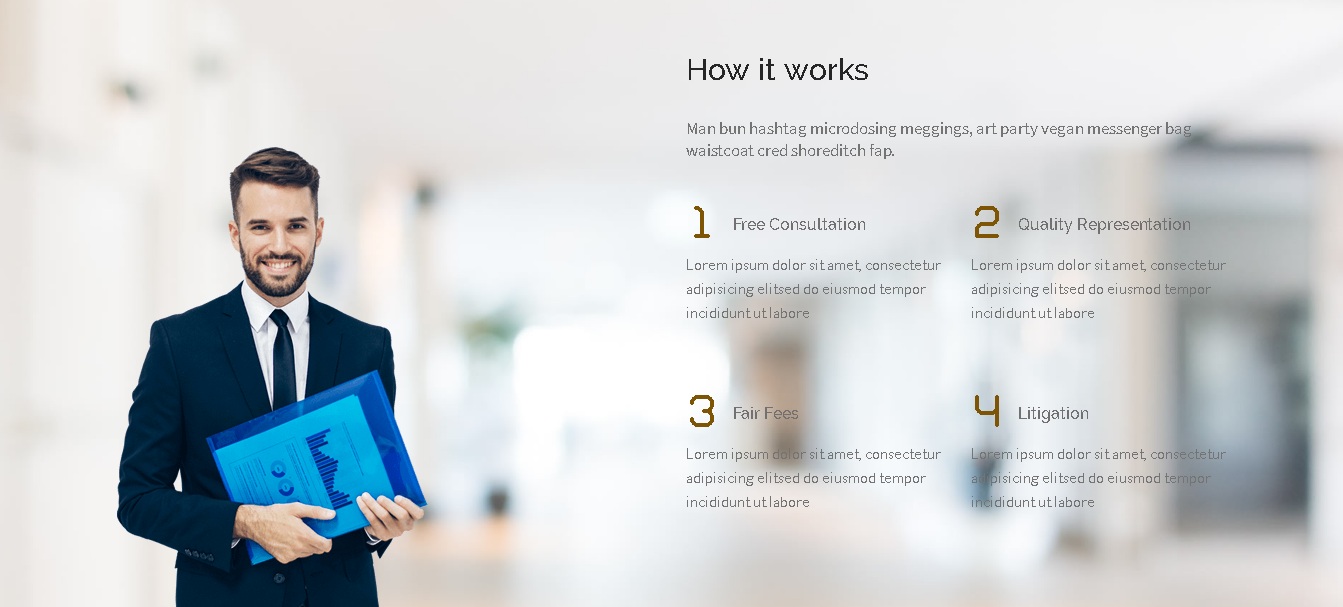 How it works
Man bun hashtag microdosing meggings, art party vegan messenger bag
waistcoat cred shoreditch fap.
1 Free Consultation
Lorem ipsum dolor sit amet, consectetur
adipisicing elitsed do eiusmod tempor
incididunt ut labore
2 Quality Representation
Lorem ipsum dolor sit amet, consectetur
adipisicing elitsed do eiusmod tempor
incididunt ut labore
3 Fair Fees
Lorem ipsum dolor sit amet, consectetur
adipisicing elitsed do eiusmod tempor
incididunt ut labore
4 Litigation
Lorem ipsum dolor sit amet, consectetur
adipisicing elitsed do eiusmod tempor
incididunt ut labore